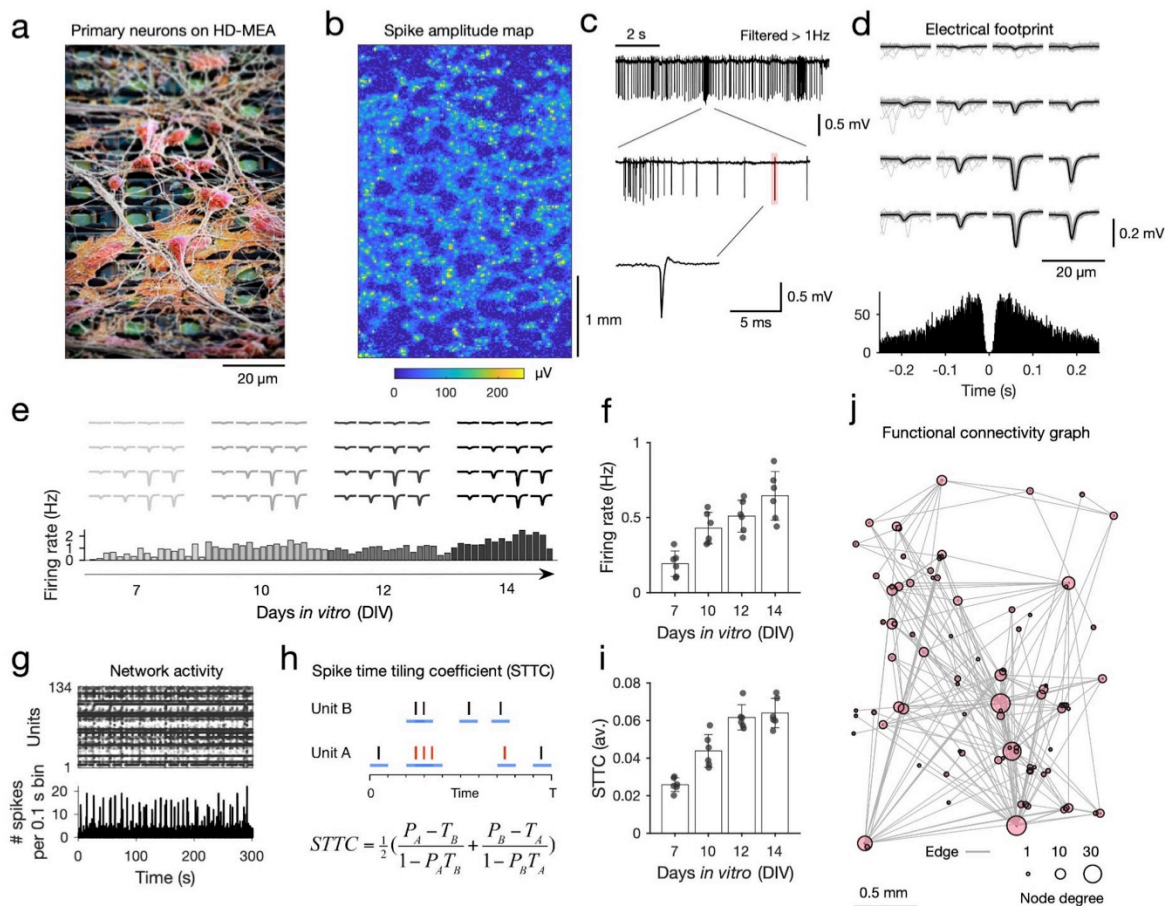 a
Primary neurons on HD-MEA
20 µm
b
Spike amplitude map
1 mm
µV
0 100 200
c
2 s
Filtered > 1Hz
0.5 mV
0.5 mV
5 ms
d
Electrical footprint
0.2 mV
20 µm
50
0
-0.2 -0.1 0 0.1 0.2
Time (s)
e
Firing rate (Hz)
2
1
0
7 10 12 14
Days in vitro (DIV)
f
Firing rate (Hz)
1
0.5
0
7 10 12 14
Days in vitro (DIV)
g
Network activity
134
Units
1
# spikes
per 0.1 s bin
20
10
0
0 100 200 300
Time (s)
h
Spike time tiling coefficient (STTC)
Unit B
Unit A
0 Time T
STTC = ½(P_A − T_B / 1 − P_A T_B + P_B − T_A / 1 − P_B T_A)
i
STTC (av.)
0.08
0.06
0.04
0.02
0
7 10 12 14
Days in vitro (DIV)
j
Functional connectivity graph
Edge
1 10 30
Node degree
0.5 mm